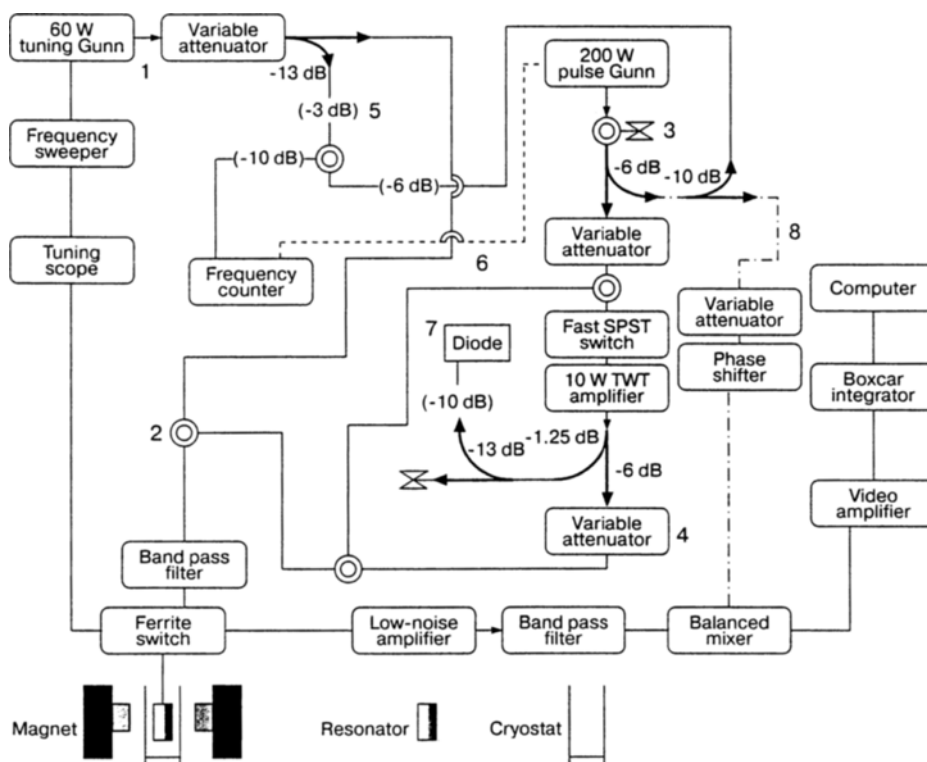 60 W
tuning Gunn
Variable
attenuator
200 W
pulse Gunn
1
-13 dB
(-3 dB)
5
3
Frequency
sweeper
(-10 dB)
(-6 dB)
-6 dB
-10 dB
Tuning
scope
Frequency
counter
6
Variable
attenuator
8
Variable
attenuator
Computer
7
Diode
Fast SPST
switch
Phase
shifter
10 W TWT
amplifier
Boxcar
integrator
(-10 dB)
2
-13 dB
-1.25 dB
-6 dB
Variable
attenuator
4
Video
amplifier
Band pass
filter
Ferrite
switch
Low-noise
amplifier
Band pass
filter
Balanced
mixer
Magnet
Resonator
Cryostat